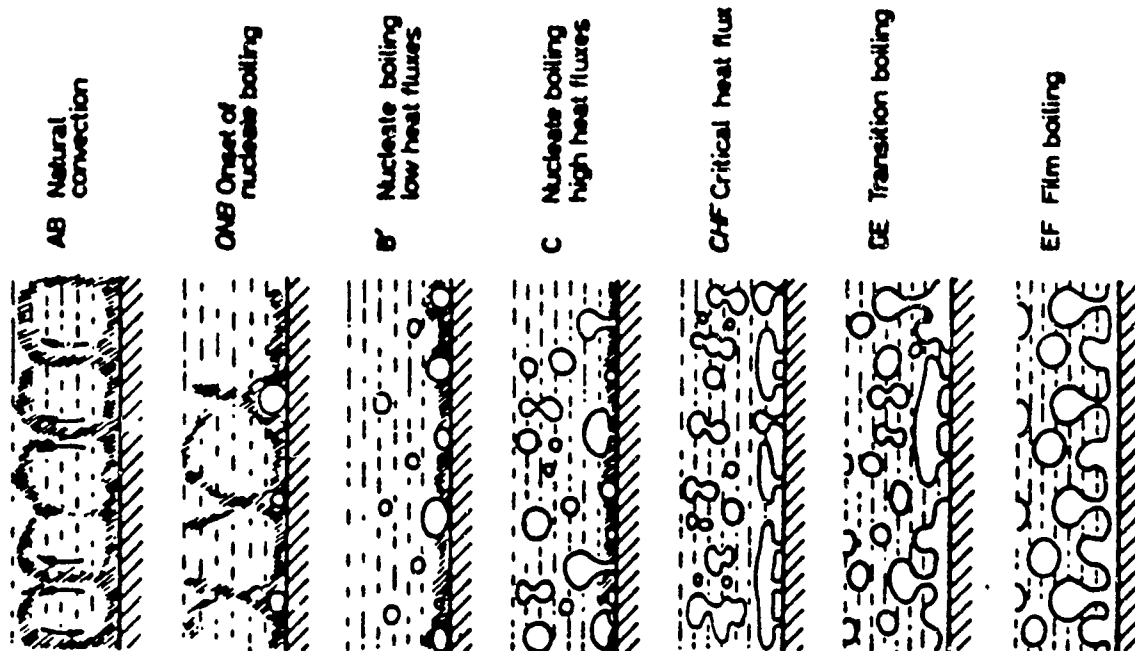 AB Natural
convection
ONB Onset of
nucleate boiling
B' Nucleate boiling
low heat fluxes
C Nucleate boiling
high heat fluxes
CHF Critical heat flux
DE Transition boiling
EF Film boiling